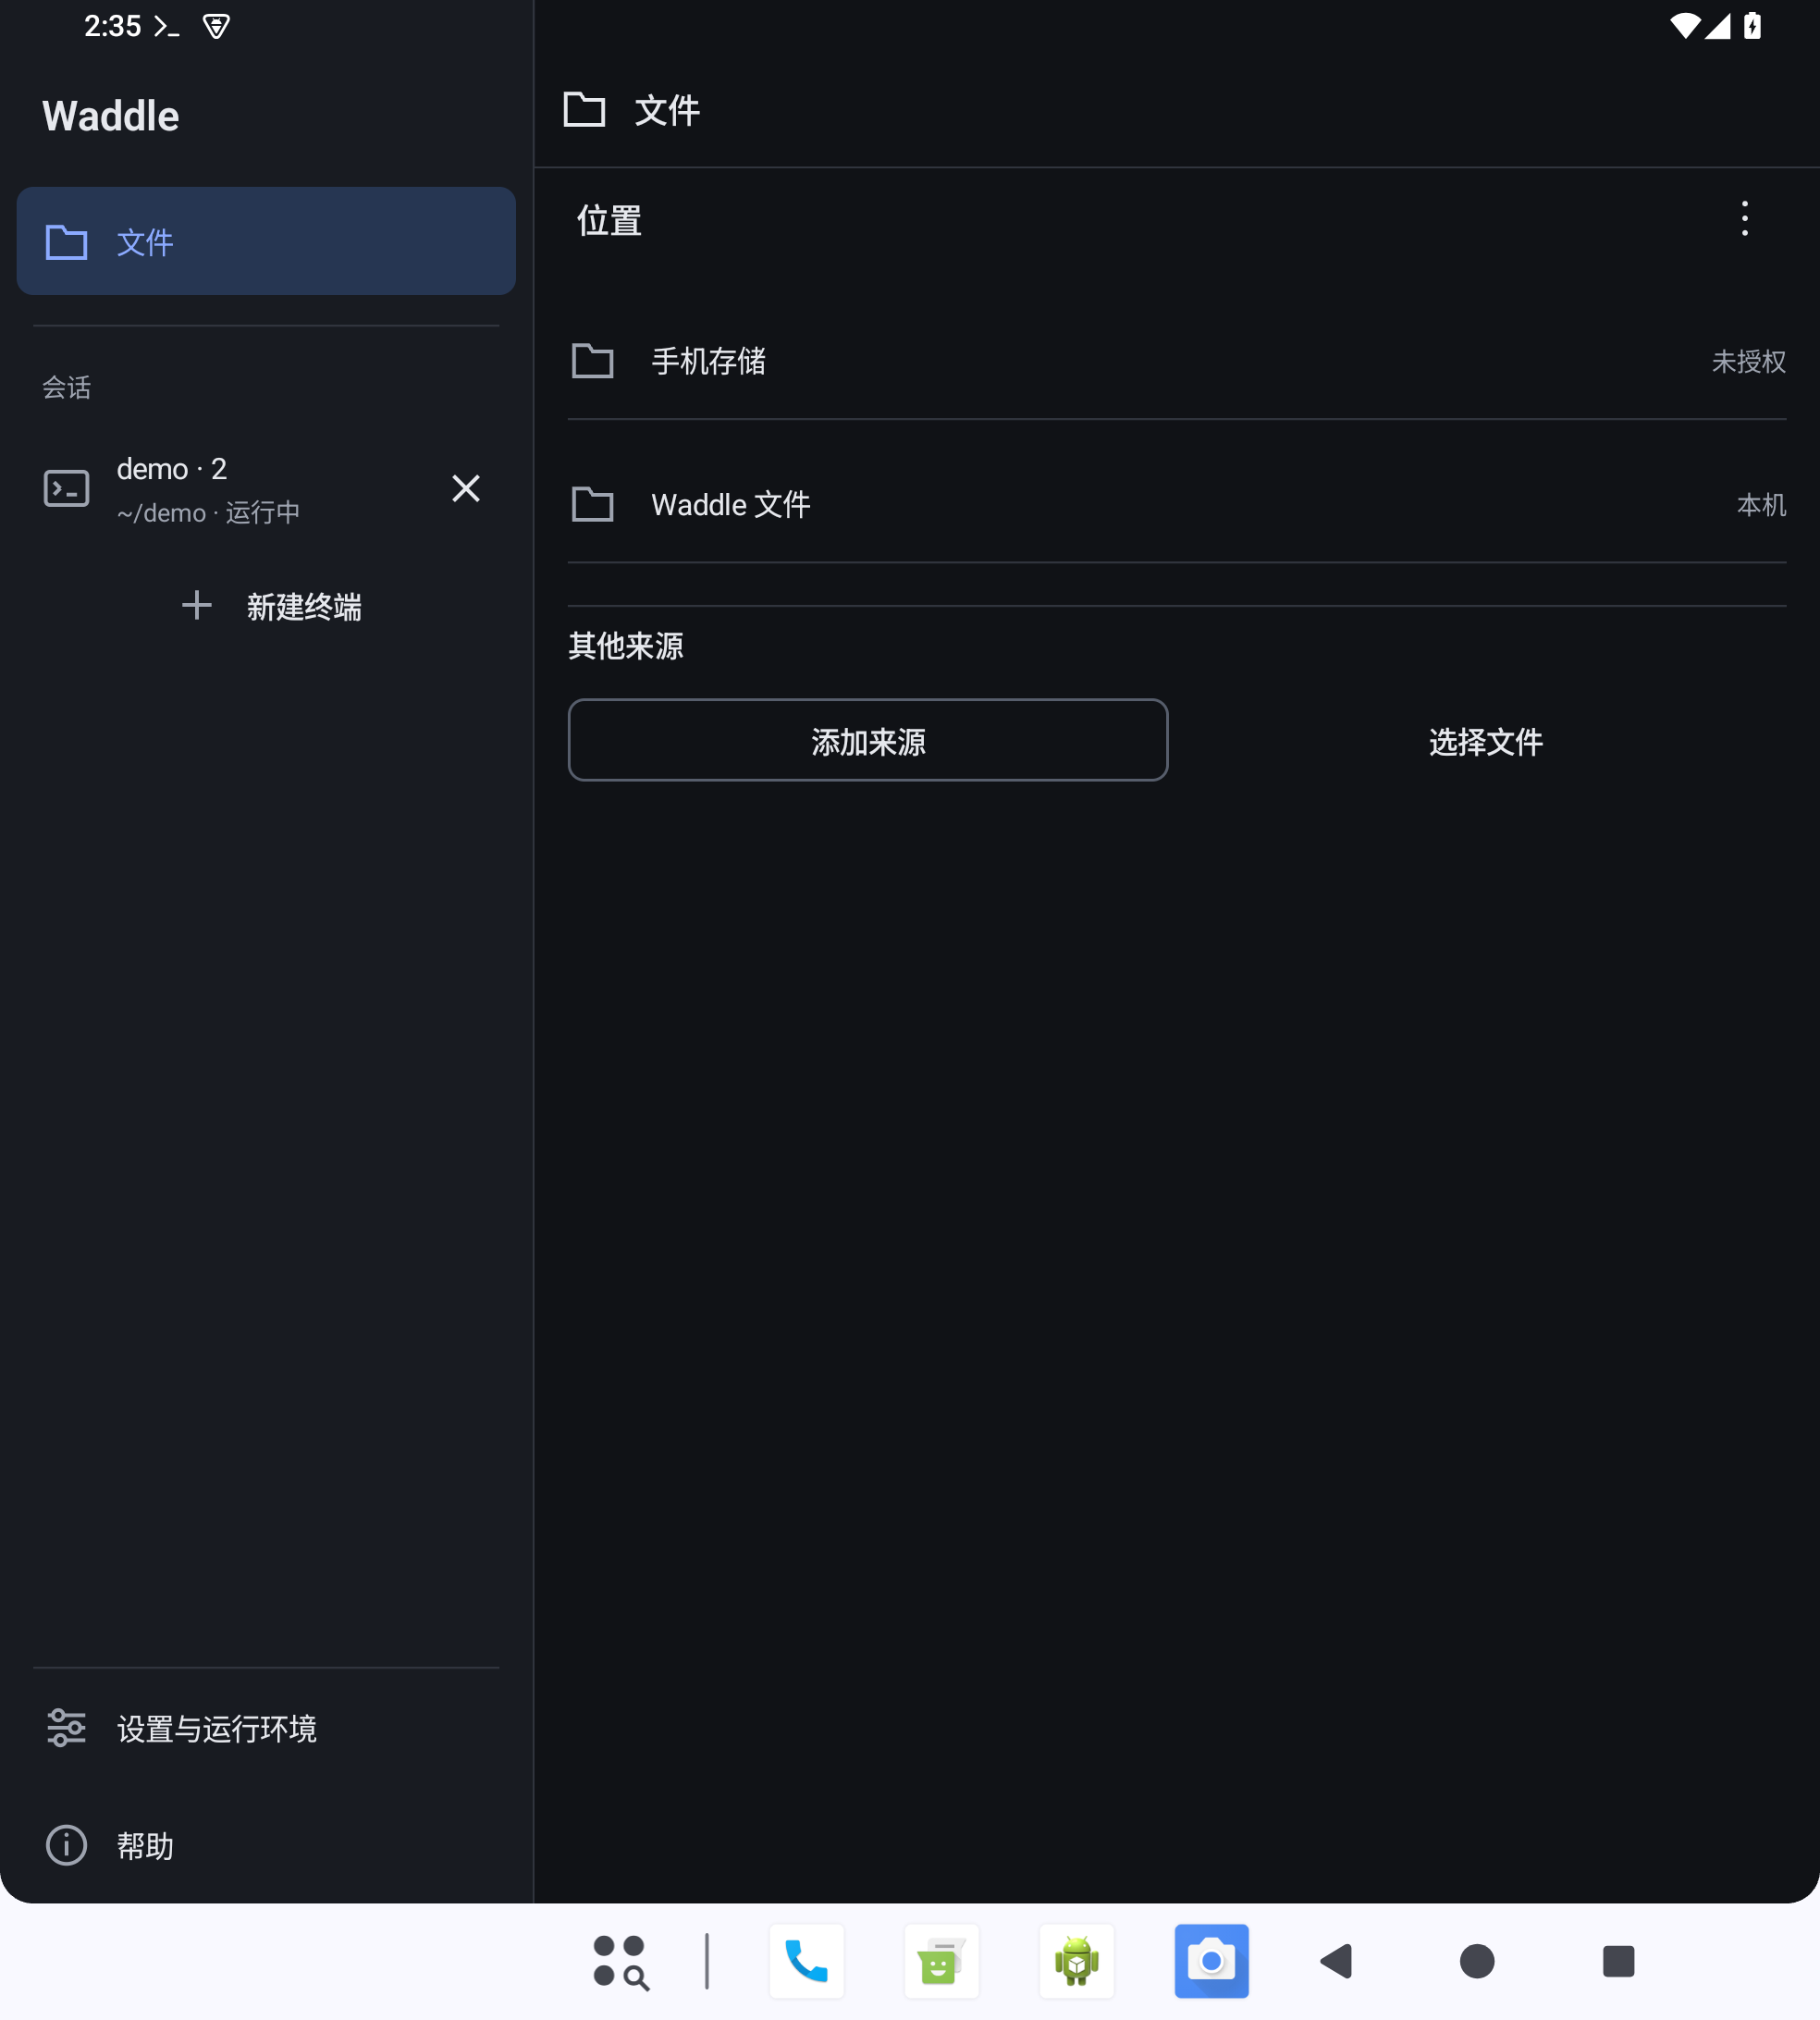 2:35
Waddle
文件
会话
demo · 2
~/demo · 运行中
新建终端
设置与运行环境
帮助
文件
位置
手机存储
未授权
Waddle 文件
本机
其他来源
添加来源
选择文件